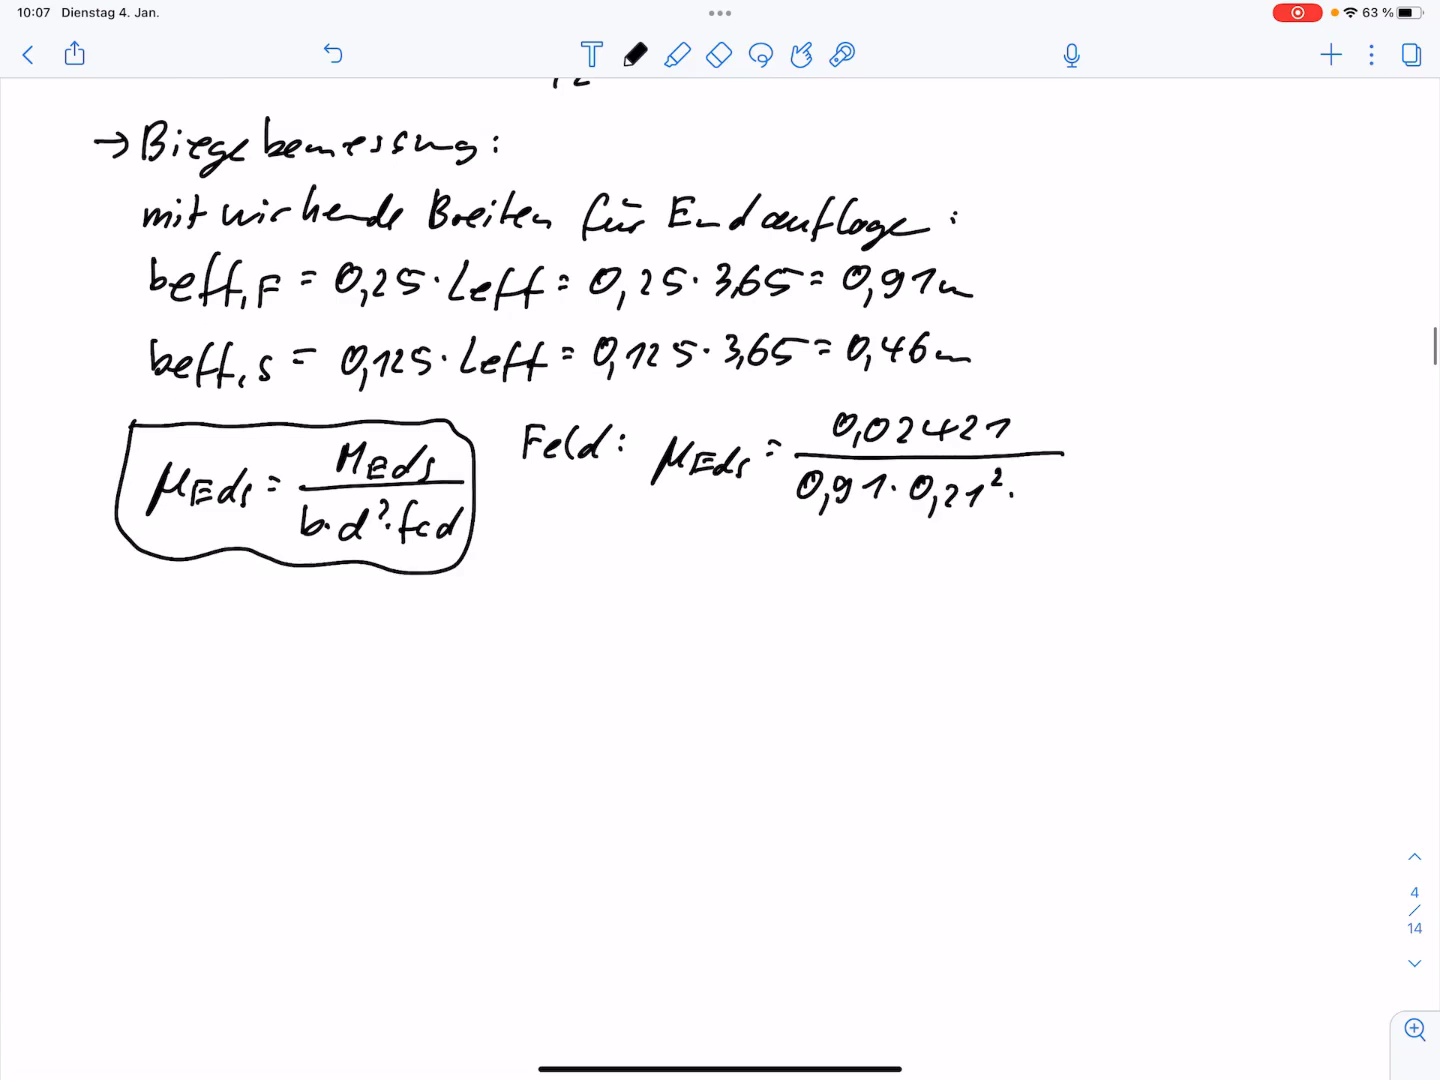 10:07 Dienstag 4. Jan.
63 %
→ Biegebemessung:
mitwirkende Breiten für Endauflage:
beff,F = 0,25 · Leff = 0,25 · 3,65 = 0,91m
beff,s = 0,125 · Leff = 0,125 · 3,65 = 0,46m
μEds = MEds / b·d²·fcd
Feld: μEds = 0,02421 / 0,91 · 0,21² ·
4
/
14